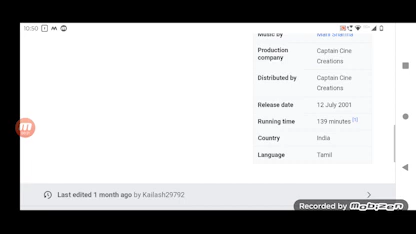 10:50
Music by Mani Sharma
Production company Captain Cine Creations
Distributed by Captain Cine Creations
Release date 12 July 2001
Running time 139 minutes [1]
Country India
Language Tamil
Last edited 1 month ago by Kailash29792
Recorded by mobizen